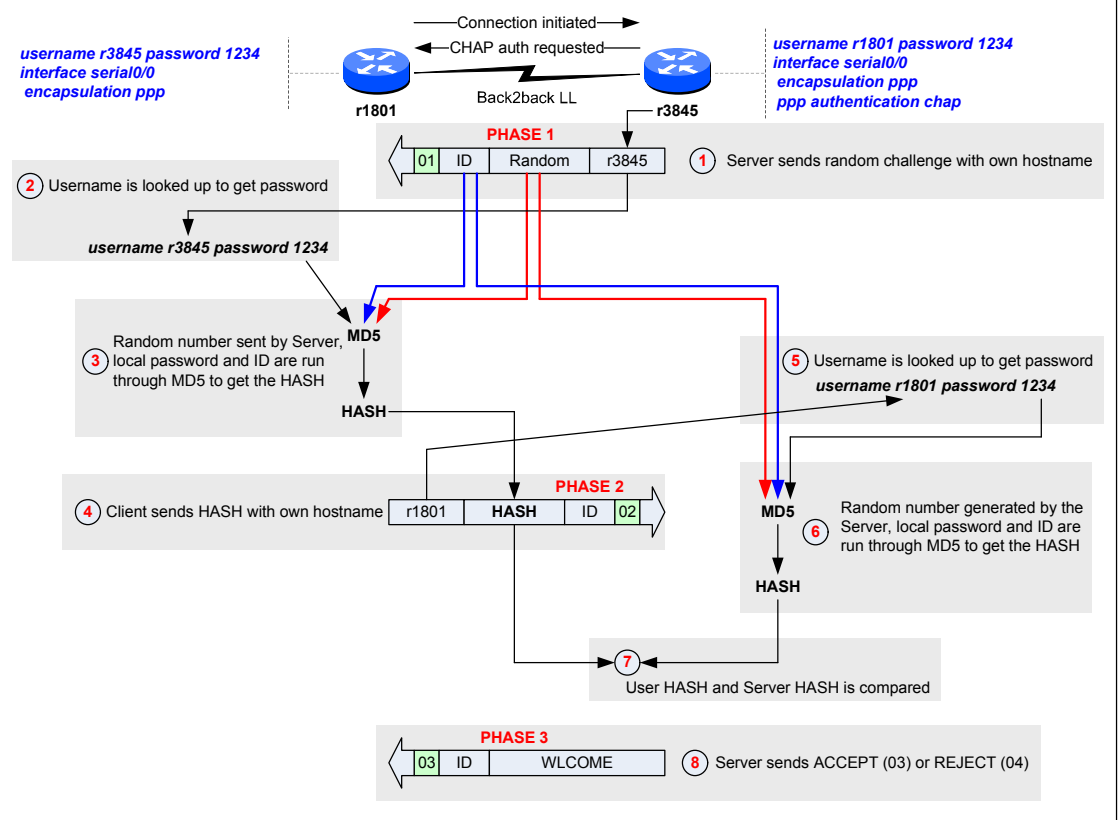 Connection initiated
CHAP auth requested
username r3845 password 1234
interface serial0/0
encapsulation ppp
username r1801 password 1234
interface serial0/0
encapsulation ppp
ppp authentication chap
Back2back LL
r1801
r3845
PHASE 1
01 ID Random r3845
1 Server sends random challenge with own hostname
2 Username is looked up to get password
username r3845 password 1234
MD5
3 Random number sent by Server,
local password and ID are run
through MD5 to get the HASH
HASH
5 Username is looked up to get password
username r1801 password 1234
PHASE 2
4 Client sends HASH with own hostname
r1801 HASH ID 02
MD5
6 Random number generated by the
Server, local password and ID are
run through MD5 to get the HASH
HASH
7
User HASH and Server HASH is compared
PHASE 3
03 ID WLCOME
8 Server sends ACCEPT (03) or REJECT (04)